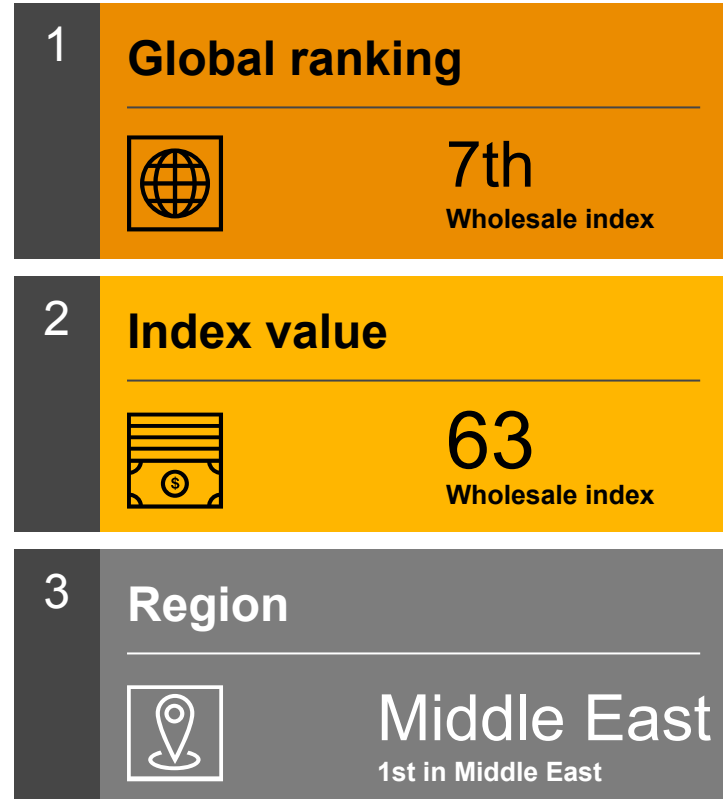 1
Global ranking
7th
Wholesale index
2
Index value
$
63
Wholesale index
3
Region
Middle East
1st in Middle East